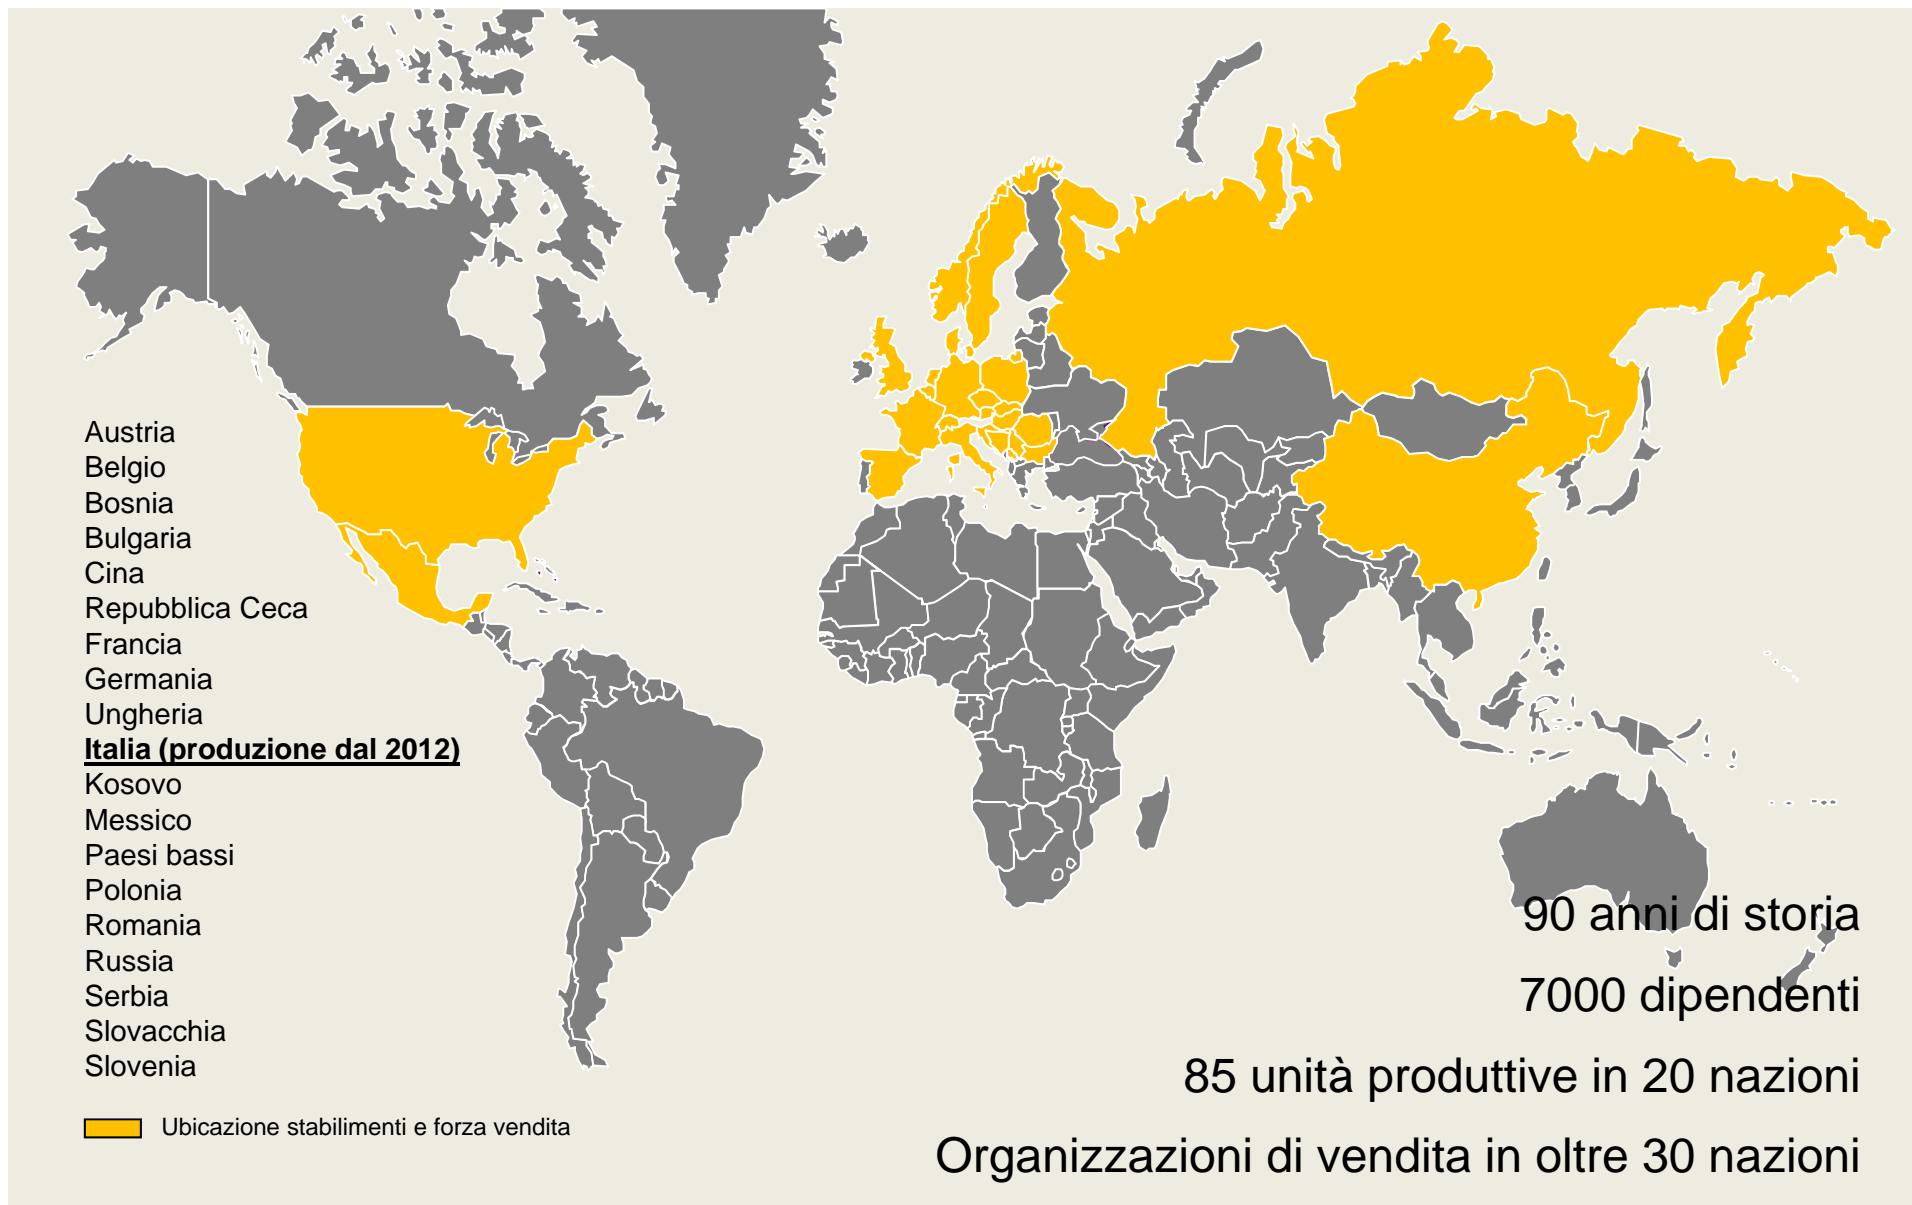 Austria
Belgio
Bosnia
Bulgaria
Cina
Repubblica Ceca
Francia
Germania
Ungheria
Italia (produzione dal 2012)
Kosovo
Messico
Paesi bassi
Polonia
Romania
Russia
Serbia
Slovacchia
Slovenia
Ubicazione stabilimenti e forza vendita
90 anni di storia
7000 dipendenti
85 unità produttive in 20 nazioni
Organizzazioni di vendita in oltre 30 nazioni